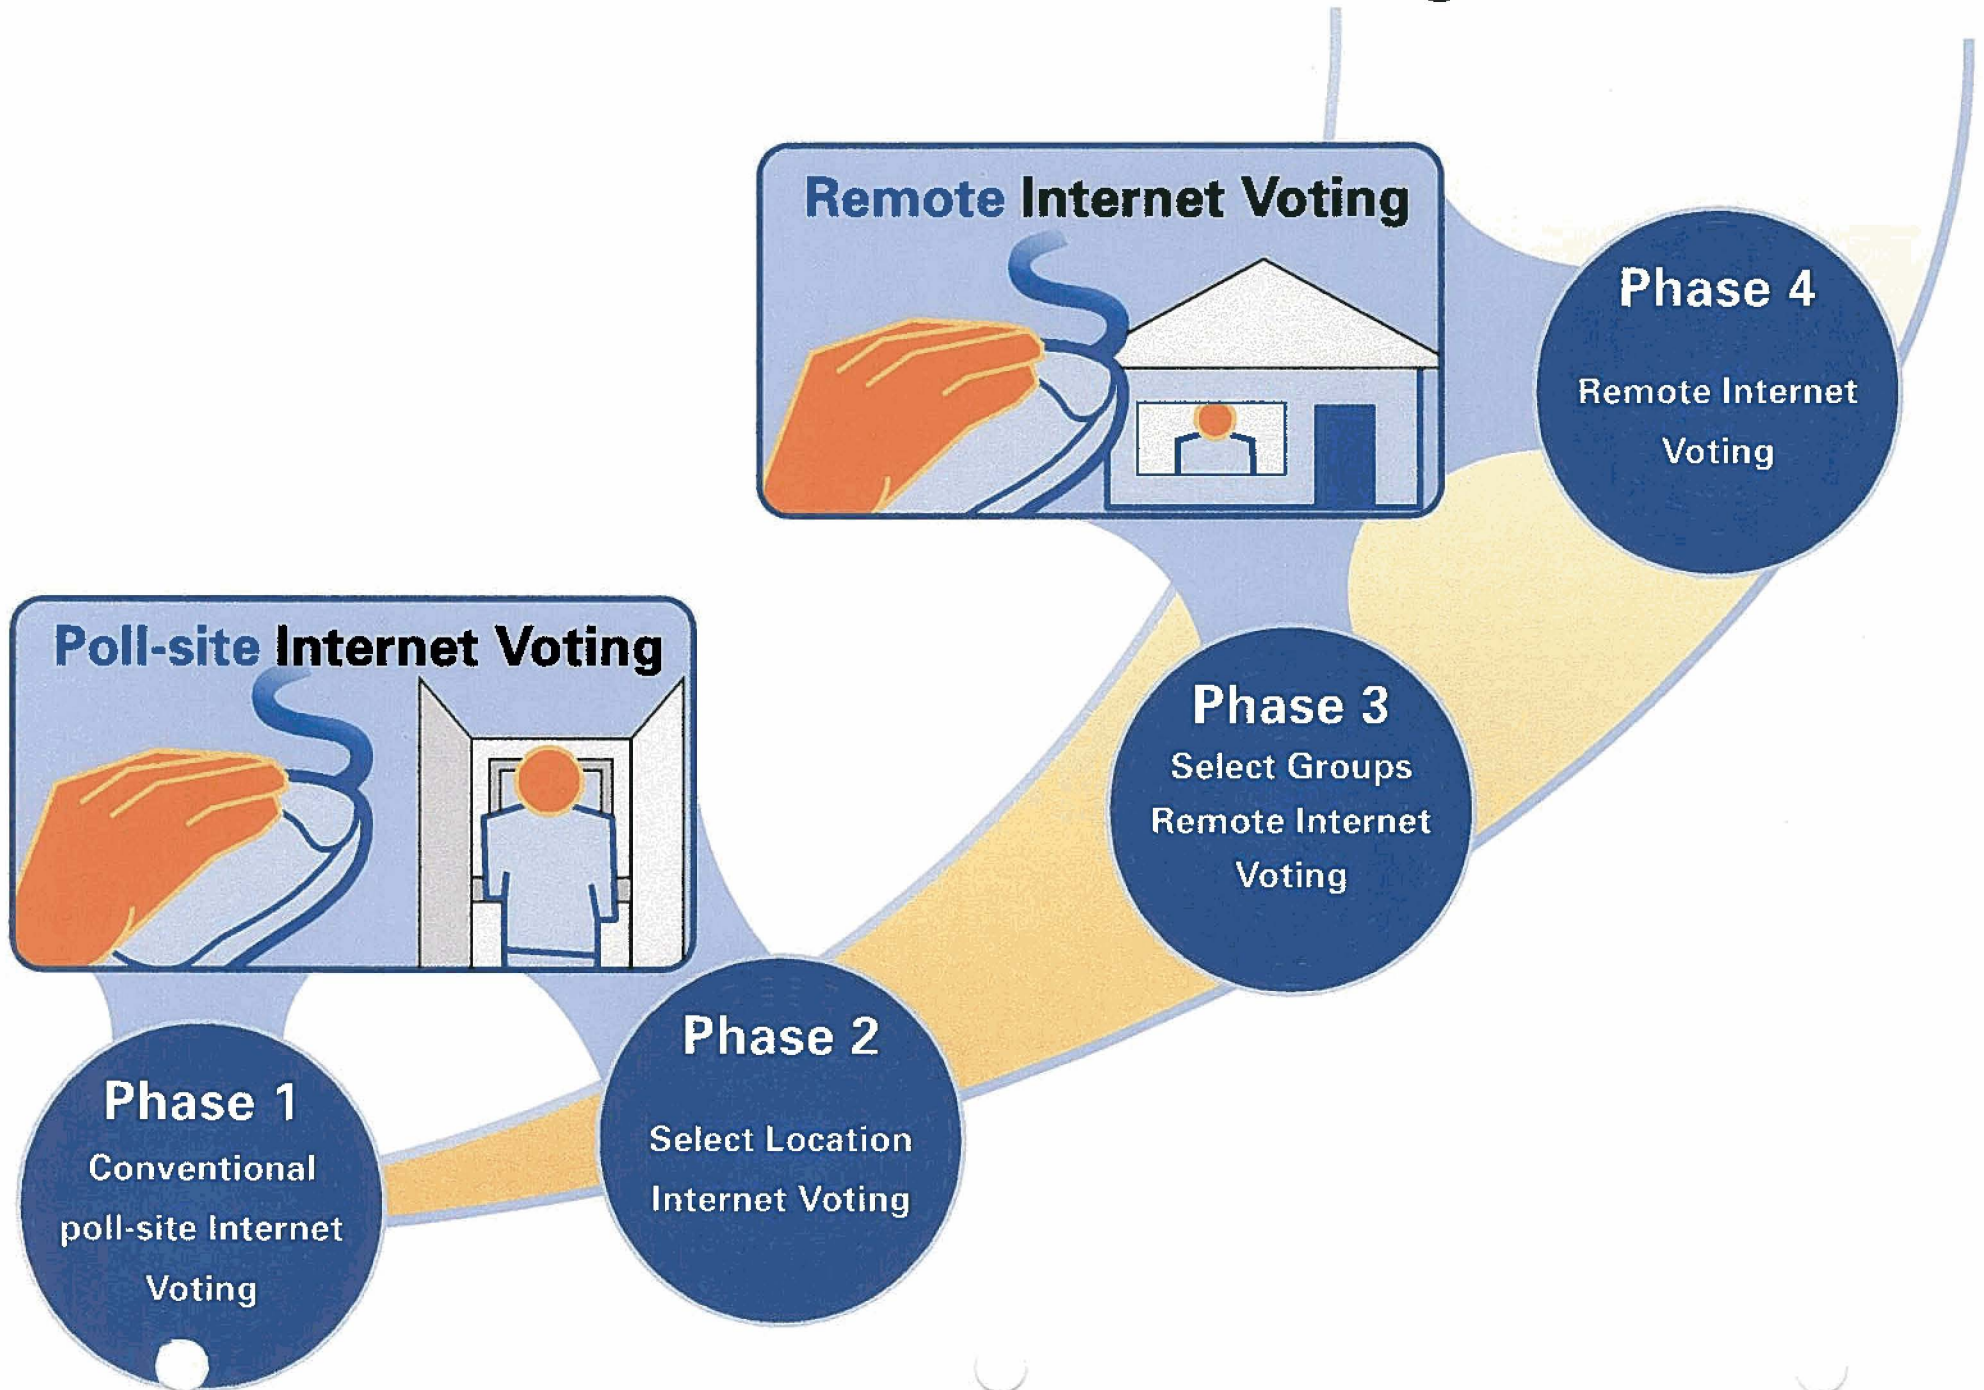 Remote Internet Voting
Phase 4
Remote Internet
Voting
Poll-site Internet Voting
Phase 3
Select Groups
Remote Internet
Voting
Phase 2
Select Location
Internet Voting
Phase 1
Conventional
poll-site Internet
Voting